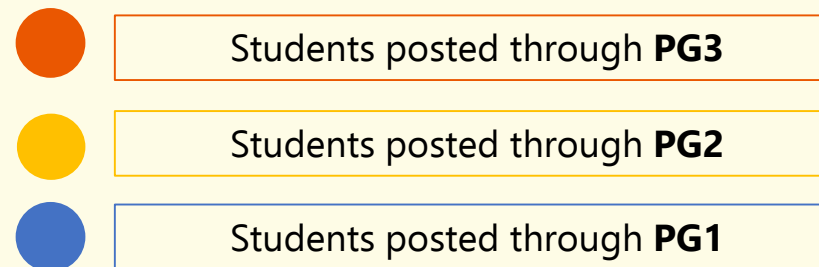 Students posted through PG3
Students posted through PG2
Students posted through PG1